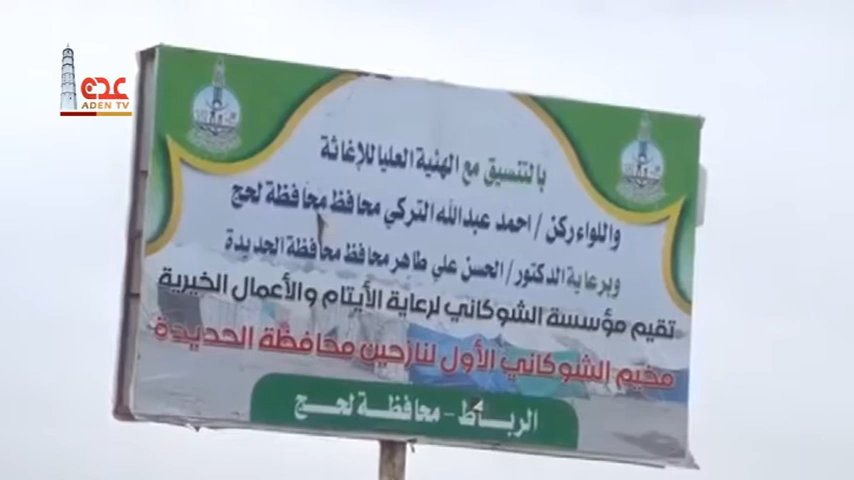 عدن
ADEN TV
بالتنسيق مع الهئية العليا للإغاثة
واللواء ركن / احمد عبدالله التركي محافظ محافظة لحج
وبرعاية الدكتور / الحسن علي طاهر محافظ محافظة الحديدة
تقيم مؤسسة الشوكاني لرعاية الأيتام والأعمال الخيرية
مخيم الشوكاني الأول لنازحين محافظة الحديدة
الرباط - محافظة لحج